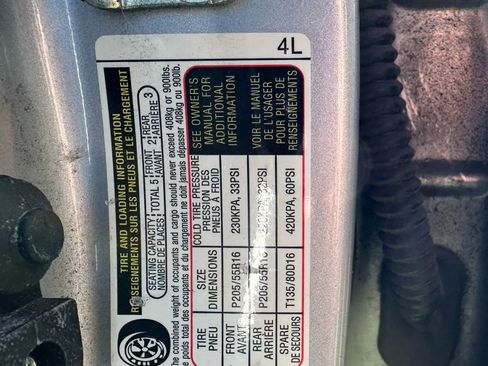 4L
TIRE AND LOADING INFORMATION
RENSEIGNEMENTS SUR LES PNEUS ET LE CHARGEMENT
SEATING CAPACITY TOTAL 5 FRONT 2 REAR 3
NOMBRE DE PLACES AVANT 2 ARRIÈRE 3
The combined weight of occupants and cargo should never exceed 408kg or 900lbs.
poids total des occupants et du chargement ne doit jamais dépasser 408kg ou 900lb.
TIRE SIZE COLD TIRE PRESSURE
PNEU DIMENSIONS PRESSION DES
PNEUS À FROID
FRONT P205/55R16 230KPA, 33PSI
AVANT
REAR P205/55R16 32PSI
ARRIÈRE
SPARE T135/80D16 420KPA, 60PSI
DE SECOURS
SEE OWNER'S
MANUAL FOR
ADDITIONAL
INFORMATION
VOIR LE MANUEL
DE L'USAGER
POUR PLUS DE
RENSEIGNEMENTS